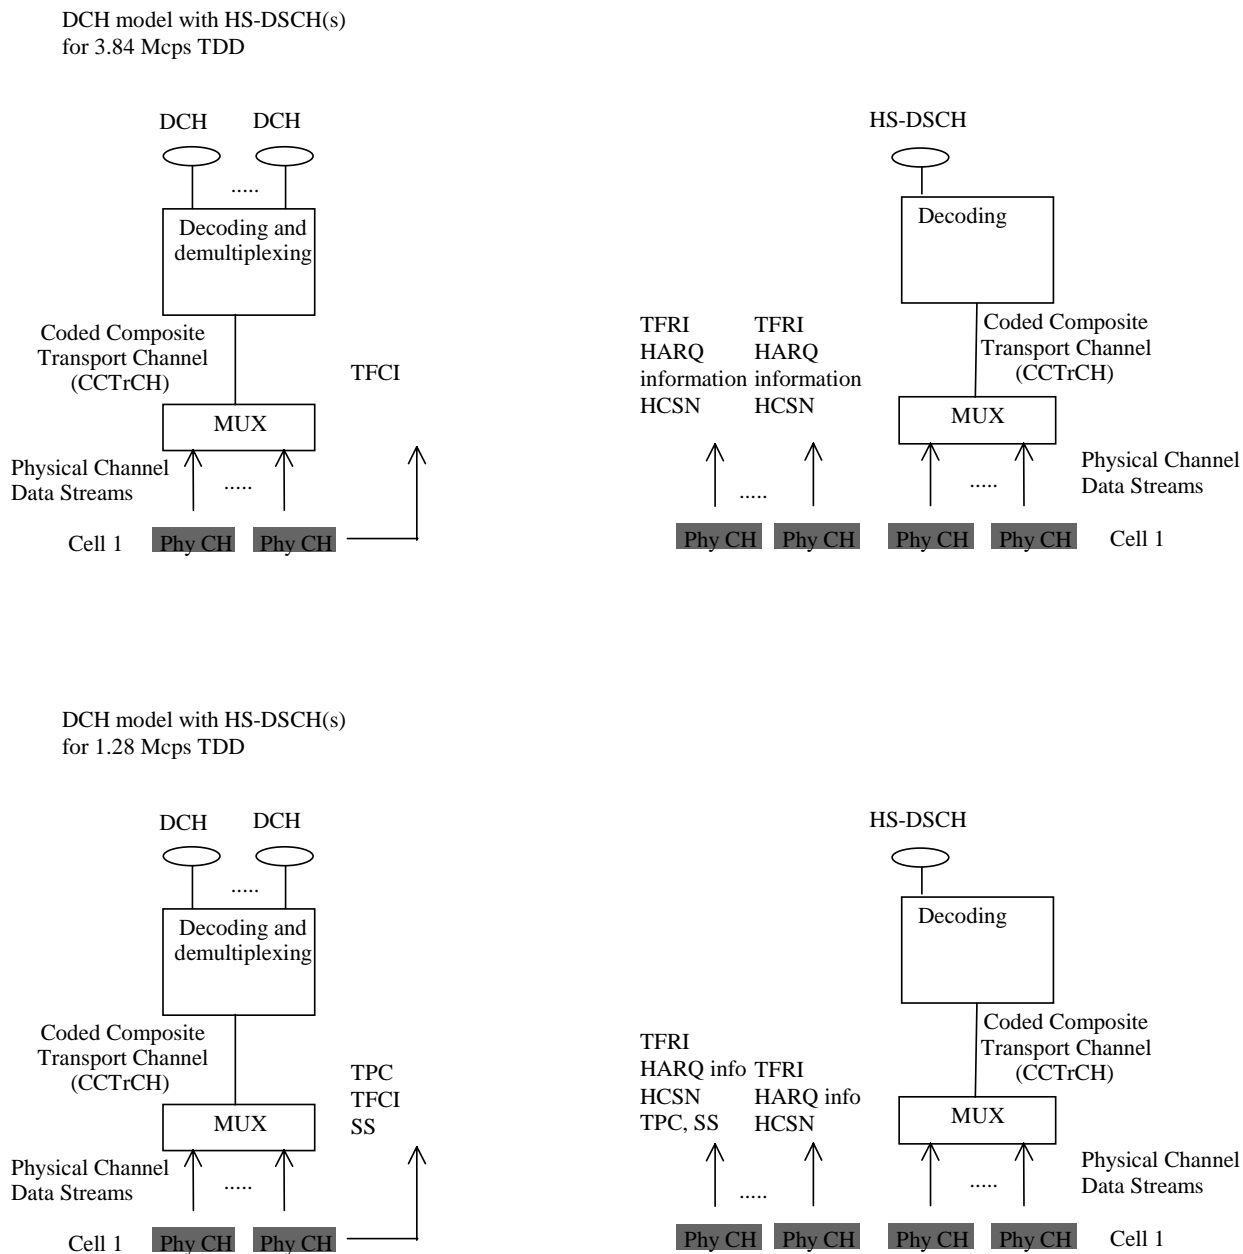 DCH model with HS-DSCH(s)
for 3.84 Mcps TDD
DCH DCH
.....
Decoding and
demultiplexing
Coded Composite
Transport Channel
(CCTrCH)
TFCI
MUX
Physical Channel
Data Streams
.....
Cell 1 Phy CH Phy CH
HS-DSCH
Decoding
TFRI
HARQ
information
HCSN
TFRI
HARQ
information
HCSN
Coded Composite
Transport Channel
(CCTrCH)
MUX
Physical Channel
Data Streams
.....
.....
Phy CH Phy CH Phy CH Phy CH Cell 1
DCH model with HS-DSCH(s)
for 1.28 Mcps TDD
DCH DCH
.....
Decoding and
demultiplexing
Coded Composite
Transport Channel
(CCTrCH)
TPC
TFCI
SS
MUX
Physical Channel
Data Streams
.....
Cell 1 Phy CH Phy CH
HS-DSCH
Decoding
TFRI
HARQ info
HCSN
TPC, SS
TFRI
HARQ info
HCSN
Coded Composite
Transport Channel
(CCTrCH)
MUX
Physical Channel
Data Streams
.....
.....
Phy CH Phy CH Phy CH Phy CH Cell 1